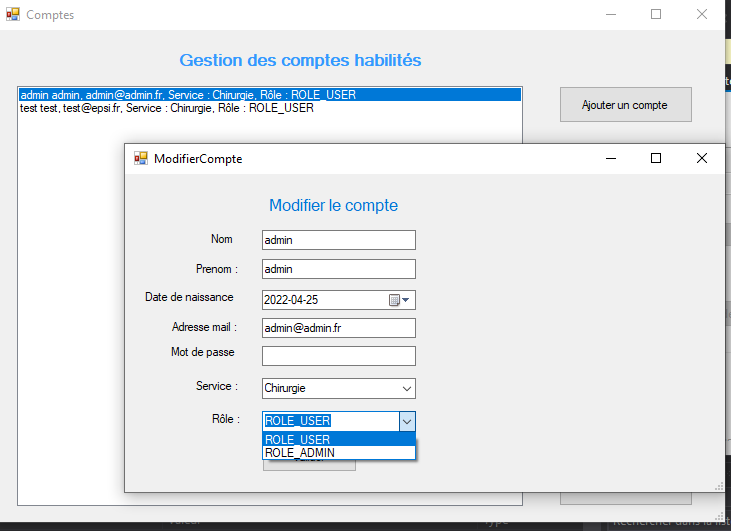 Comptes
Gestion des comptes habilités
admin admin, admin@admin.fr, Service : Chirurgie, Rôle : ROLE_USER
test test, test@epsi.fr, Service : Chirurgie, Rôle : ROLE_USER
Ajouter un compte
ModifierCompte
Modifier le compte
Nom
admin
Prenom :
admin
Date de naissance
2022-04-25
Adresse mail :
admin@admin.fr
Mot de passe
Service :
Chirurgie
Rôle :
ROLE_USER
ROLE_USER
ROLE_ADMIN